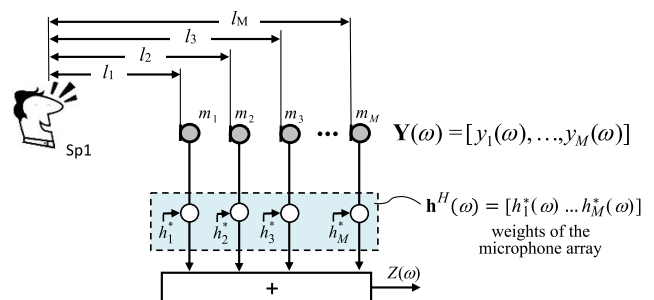 l_M
l_3
l_2
l_1
Sp1
m_1 m_2 m_3 ••• m_M
Y(ω) = [y_1(ω), …, y_M(ω)]
h_1^* h_2^* h_3^* h_M^*
h^H(ω) = [h_1^*(ω) … h_M^*(ω)]
weights of the
microphone array
+
Z(ω)